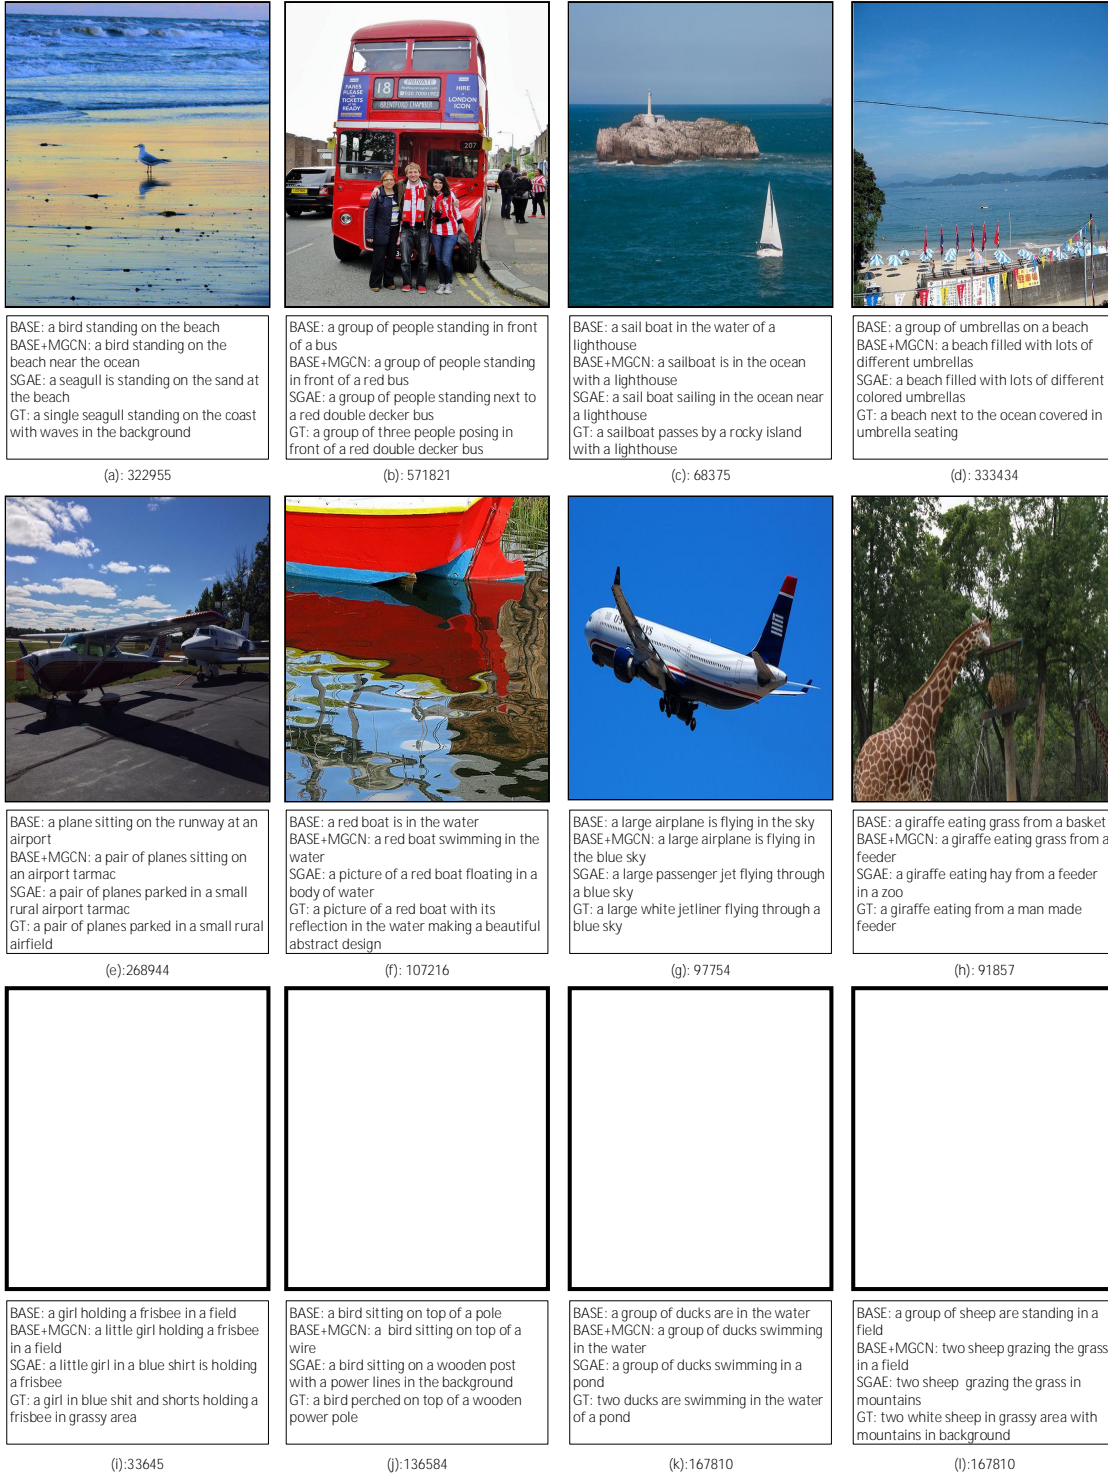 FARES
PLEASE
TICKETS
READY
18
PRIVATE
BRENTFORD CHAMBER
HIRE
A
LONDON
ICON
207
BASE: a bird standing on the beach
BASE+MGCN: a bird standing on the
beach near the ocean
SGAE: a seagull is standing on the sand at
the beach
GT: a single seagull standing on the coast
with waves in the background
(a): 322955
BASE: a group of people standing in front
of a bus
BASE+MGCN: a group of people standing
in front of a red bus
SGAE: a group of people standing next to
a red double decker bus
GT: a group of three people posing in
front of a red double decker bus
(b): 571821
BASE: a sail boat in the water of a
lighthouse
BASE+MGCN: a sailboat is in the ocean
with a lighthouse
SGAE: a sail boat sailing in the ocean near
a lighthouse
GT: a sailboat passes by a rocky island
with a lighthouse
(c): 68375
BASE: a group of umbrellas on a beach
BASE+MGCN: a beach filled with lots of
different umbrellas
SGAE: a beach filled with lots of different
colored umbrellas
GT: a beach next to the ocean covered in
umbrella seating
(d): 333434
BASE: a plane sitting on the runway at an
airport
BASE+MGCN: a pair of planes sitting on
an airport tarmac
SGAE: a pair of planes parked in a small
rural airport tarmac
GT: a pair of planes parked in a small rural
airfield
(e):268944
BASE: a red boat is in the water
BASE+MGCN: a red boat swimming in the
water
SGAE: a picture of a red boat floating in a
body of water
GT: a picture of a red boat with its
reflection in the water making a beautiful
abstract design
(f): 107216
BASE: a large airplane is flying in the sky
BASE+MGCN: a large airplane is flying in
the blue sky
SGAE: a large passenger jet flying through
a blue sky
GT: a large white jetliner flying through a
blue sky
(g): 97754
BASE: a giraffe eating grass from a basket
BASE+MGCN: a giraffe eating grass from a
feeder
SGAE: a giraffe eating hay from a feeder
in a zoo
GT: a giraffe eating from a man made
feeder
(h): 91857
BASE: a girl holding a frisbee in a field
BASE+MGCN: a little girl holding a frisbee
in a field
SGAE: a little girl in a blue shirt is holding
a frisbee
GT: a girl in blue shit and shorts holding a
frisbee in grassy area
(i):33645
BASE: a bird sitting on top of a pole
BASE+MGCN: a bird sitting on top of a
wire
SGAE: a bird sitting on a wooden post
with a power lines in the background
GT: a bird perched on top of a wooden
power pole
(j):136584
BASE: a group of ducks are in the water
BASE+MGCN: a group of ducks swimming
in the water
SGAE: a group of ducks swimming in a
pond
GT: two ducks are swimming in the water
of a pond
(k):167810
BASE: a group of sheep are standing in a
field
BASE+MGCN: two sheep grazing the grass
in a field
SGAE: two sheep grazing the grass in
mountains
GT: two white sheep in grassy area with
mountains in background
(l):167810